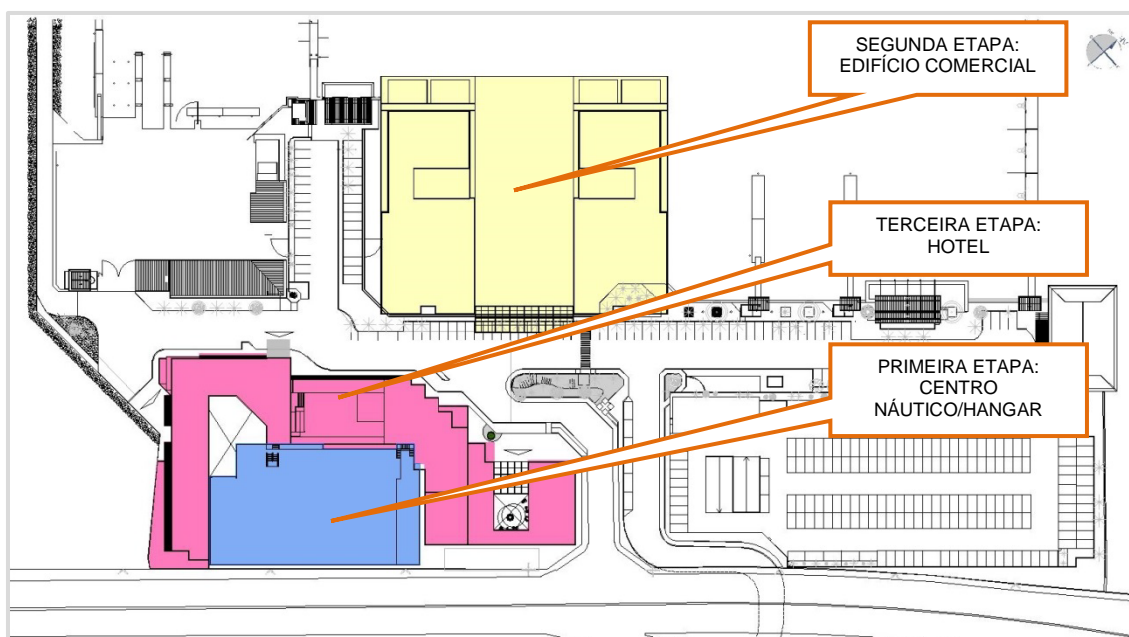 SEGUNDA ETAPA:
EDIFÍCIO COMERCIAL
TERCEIRA ETAPA:
HOTEL
PRIMEIRA ETAPA:
CENTRO
NÁUTICO/HANGAR